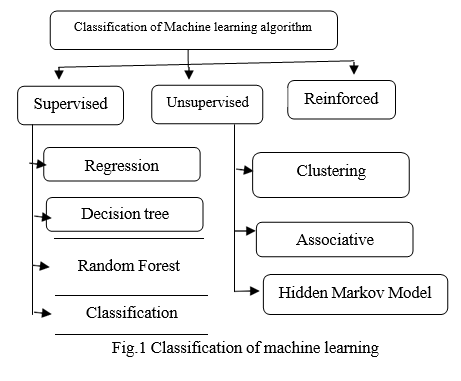 Classification of Machine learning algorithm
Supervised
Unsupervised
Reinforced
Regression
Decision tree
Random Forest
Classification
Clustering
Associative
Hidden Markov Model
Fig.1 Classification of machine learning